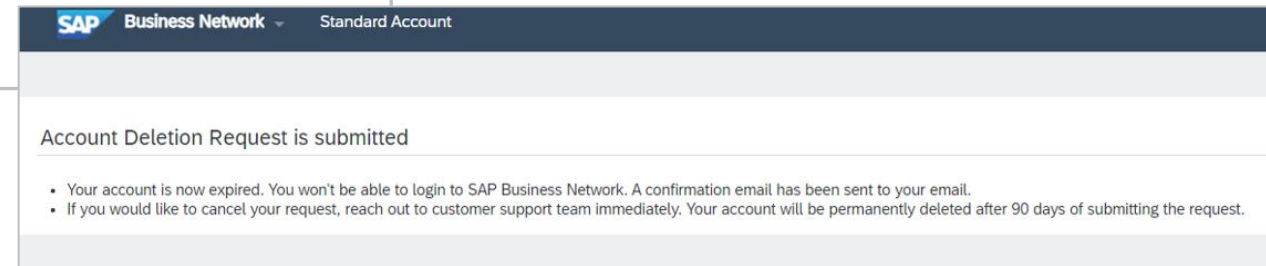 SAP Business Network Standard Account
Account Deletion Request is submitted
• Your account is now expired. You won't be able to login to SAP Business Network. A confirmation email has been sent to your email.
• If you would like to cancel your request, reach out to customer support team immediately. Your account will be permanently deleted after 90 days of submitting the request.